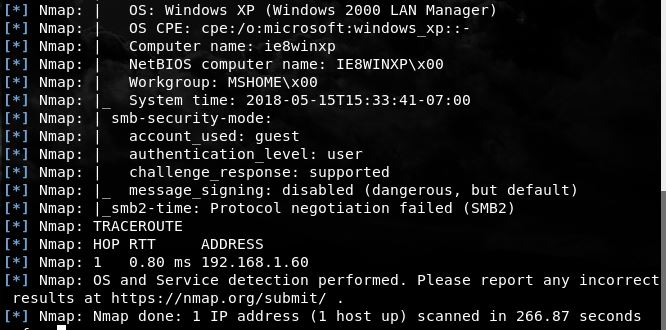 [*] Nmap: |   OS: Windows XP (Windows 2000 LAN Manager)
[*] Nmap: |   OS CPE: cpe:/o:microsoft:windows_xp::-
[*] Nmap: |   Computer name: ie8winxp
[*] Nmap: |   NetBIOS computer name: IE8WINXP\x00
[*] Nmap: |   Workgroup: MSHOME\x00
[*] Nmap: |_  System time: 2018-05-15T15:33:41-07:00
[*] Nmap: | smb-security-mode:
[*] Nmap: |   account_used: guest
[*] Nmap: |   authentication_level: user
[*] Nmap: |   challenge_response: supported
[*] Nmap: |_  message_signing: disabled (dangerous, but default)
[*] Nmap: |_smb2-time: Protocol negotiation failed (SMB2)
[*] Nmap: TRACEROUTE
[*] Nmap: HOP RTT     ADDRESS
[*] Nmap: 1   0.80 ms 192.168.1.60
[*] Nmap: OS and Service detection performed. Please report any incorrect
 results at https://nmap.org/submit/ .
[*] Nmap: Nmap done: 1 IP address (1 host up) scanned in 266.87 seconds